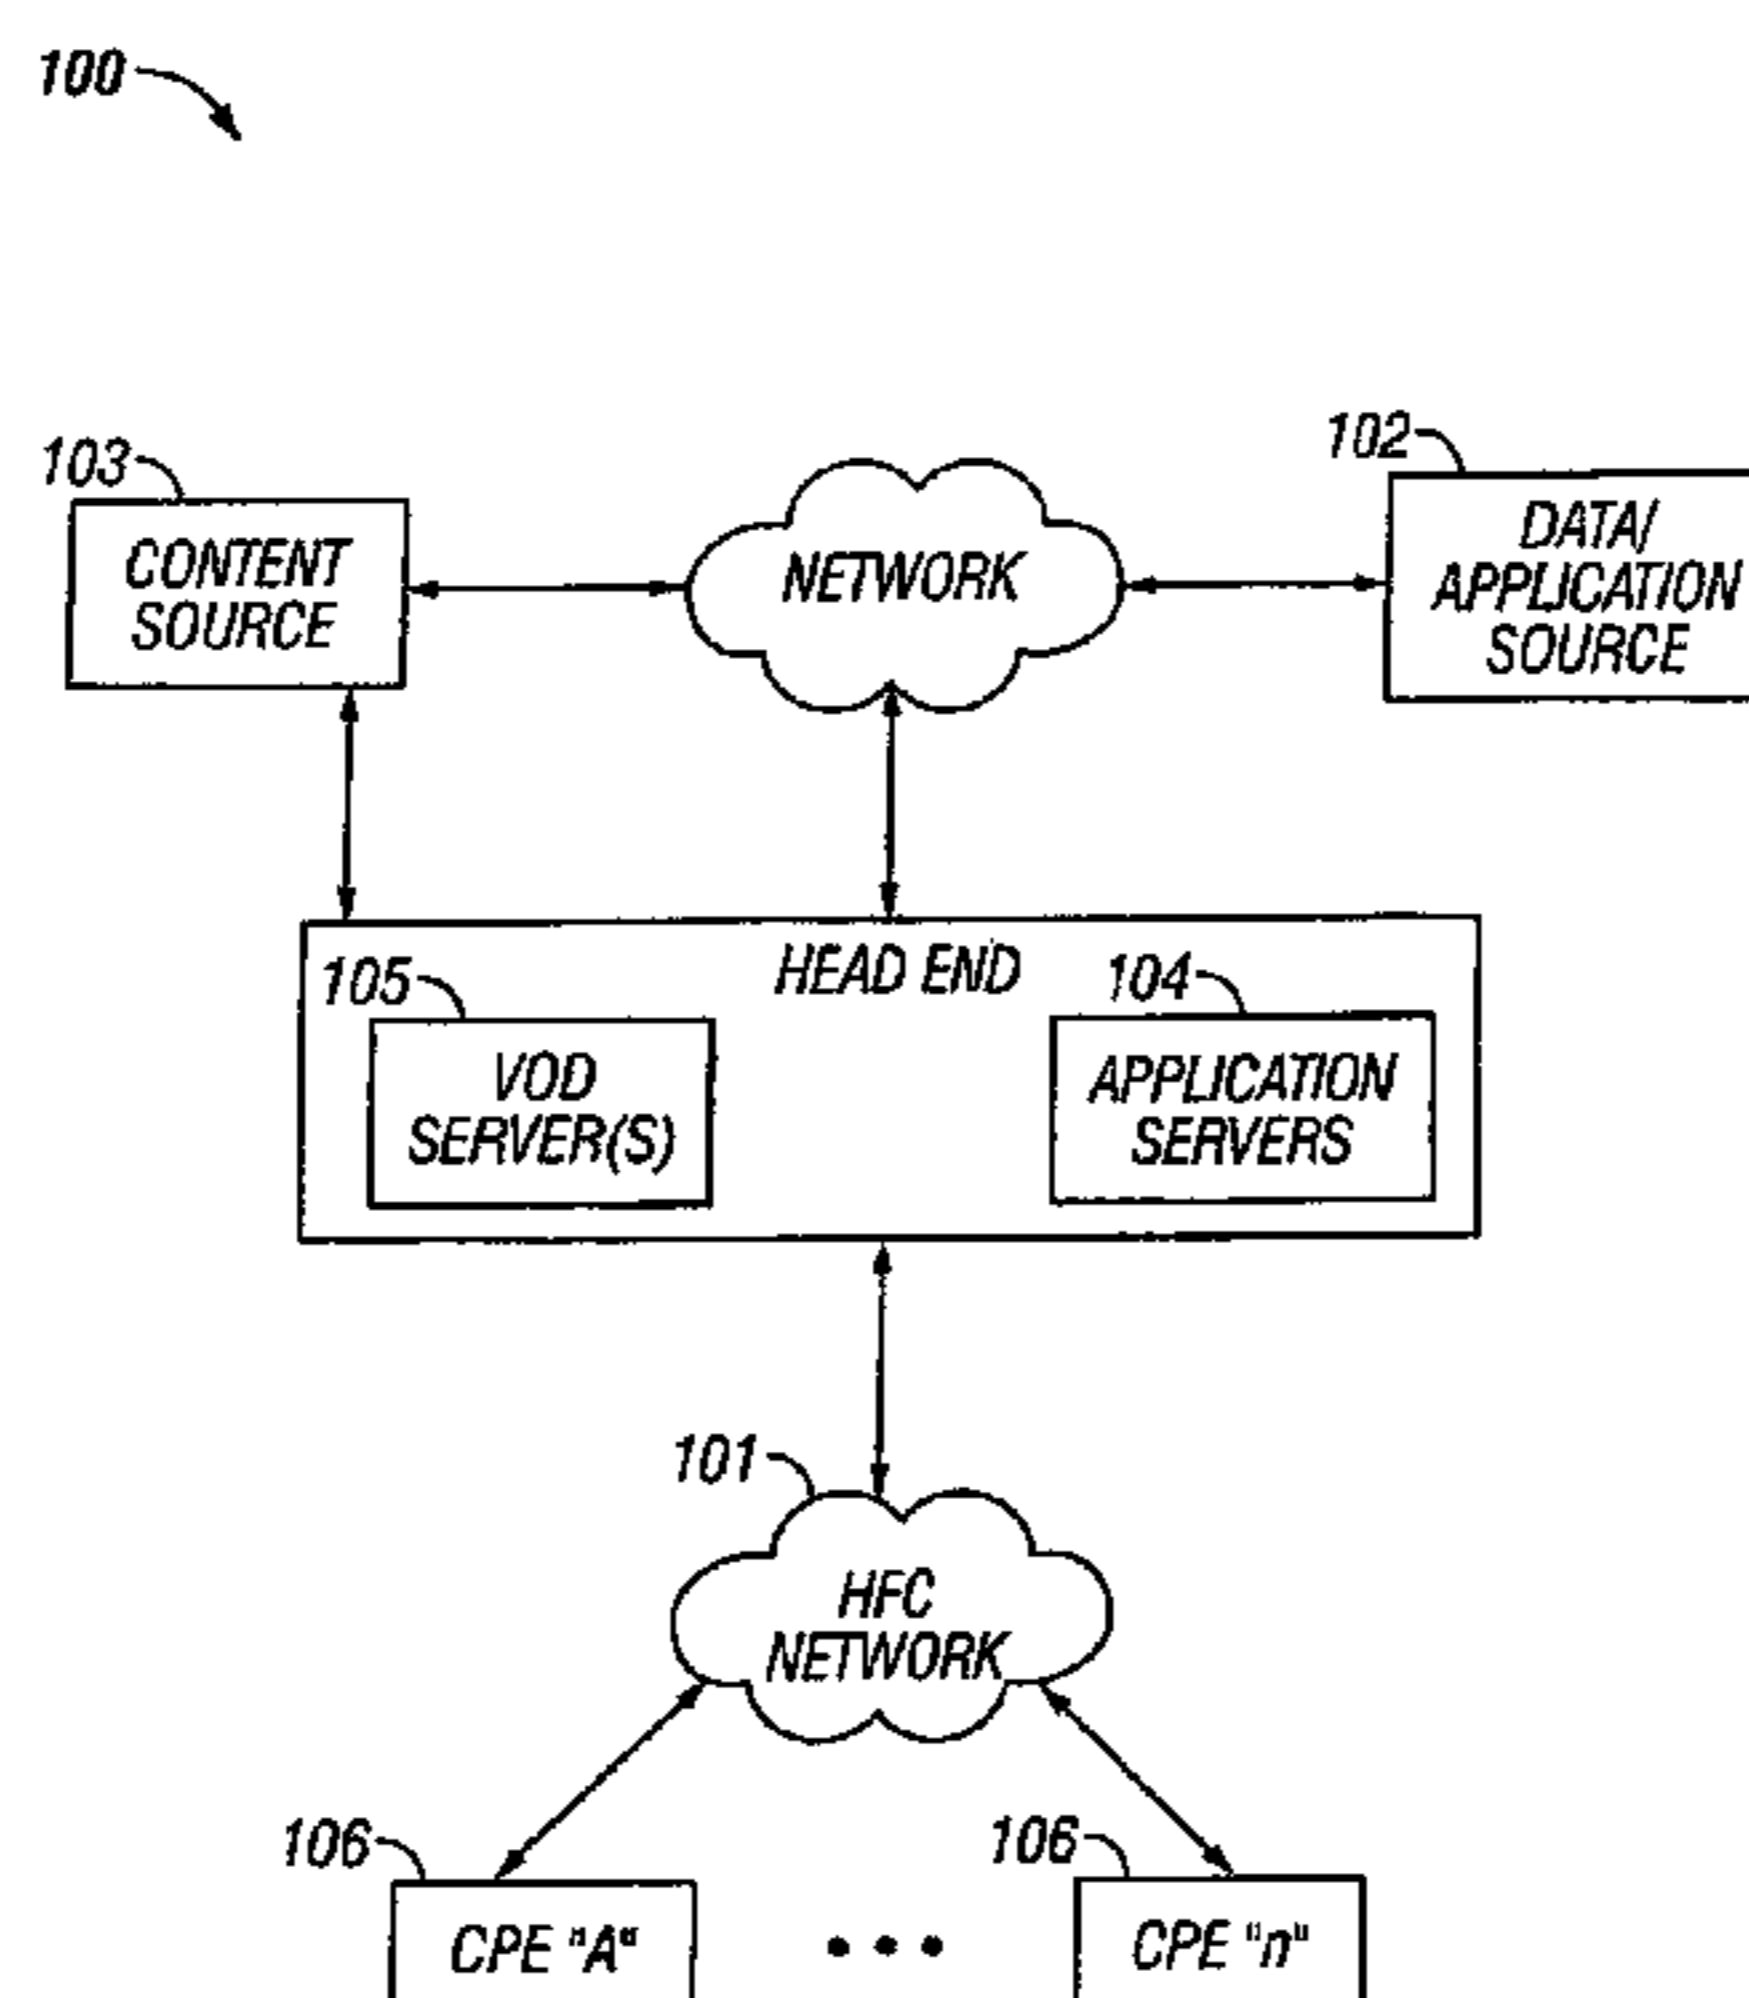 100
103
102
CONTENT
SOURCE
NETWORK
DATA/
APPLICATION
SOURCE
HEAD END
105
104
VOD
SERVER(S)
APPLICATION
SERVERS
101
HFC
NETWORK
106
106
CPE "A"
CPE "n"